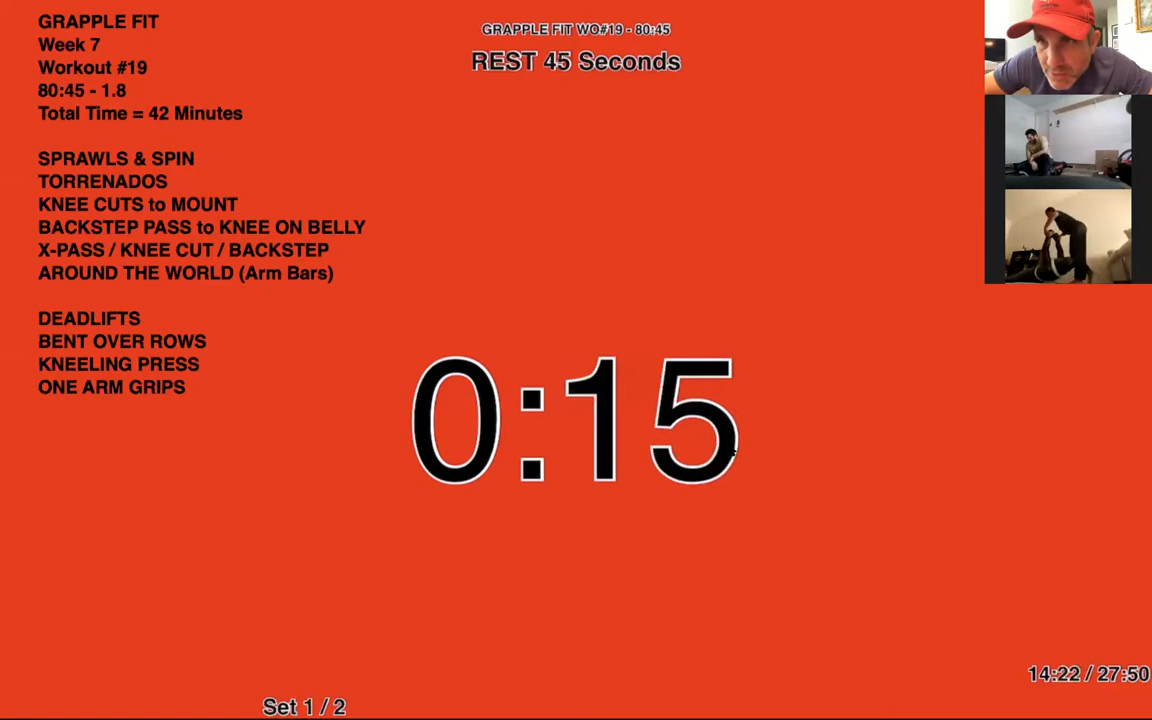 GRAPPLE FIT
Week 7
Workout #19
80:45 - 1.8
Total Time = 42 Minutes
SPRAWLS & SPIN
TORRENADOS
KNEE CUTS to MOUNT
BACKSTEP PASS to KNEE ON BELLY
X-PASS / KNEE CUT / BACKSTEP
AROUND THE WORLD (Arm Bars)
DEADLIFTS
BENT OVER ROWS
KNEELING PRESS
ONE ARM GRIPS
GRAPPLE FIT WO#19 - 80:45
REST 45 Seconds
0:15
14:22 / 27:50
Set 1 / 2